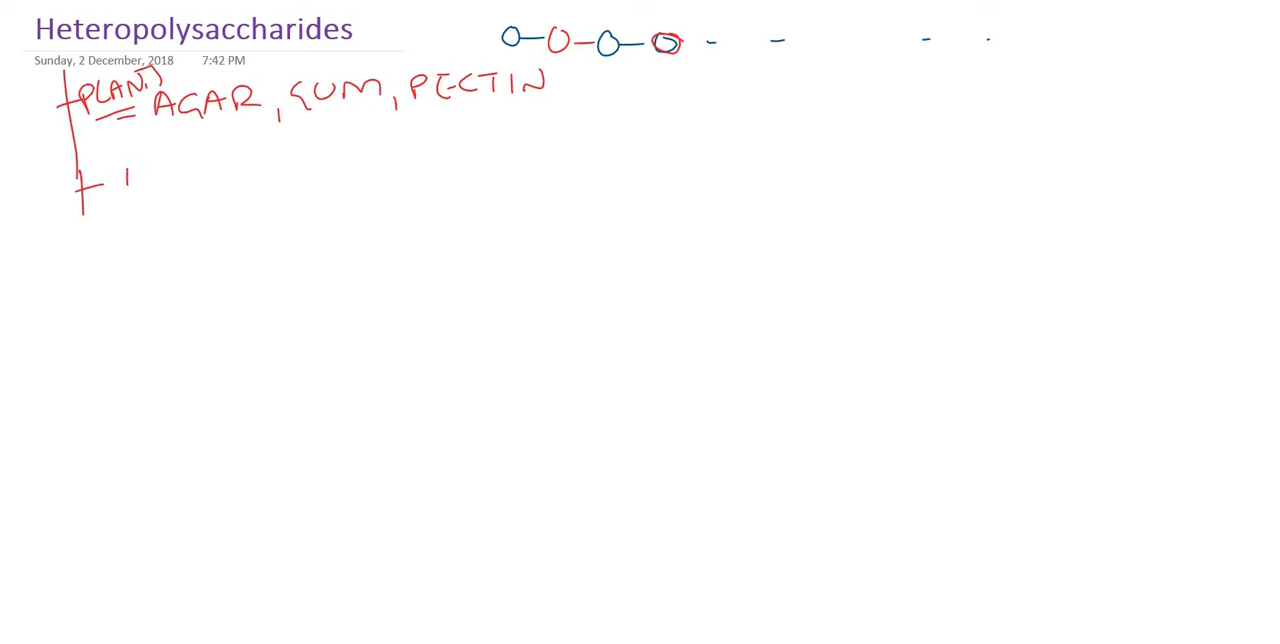 Heteropolysaccharides
Sunday, 2 December, 2018 7:42 PM
PLANT) AGAR, GUM, PECTIN